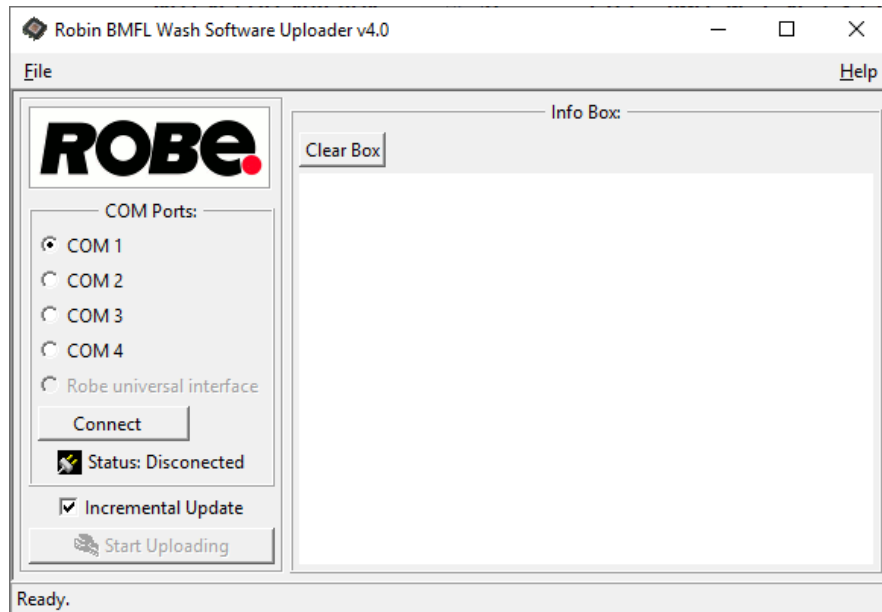 Robin BMFL Wash Software Uploader v4.0
File
Help
ROBE
COM Ports:
COM 1
COM 2
COM 3
COM 4
Robe universal interface
Connect
Status: Disconected
Incremental Update
Start Uploading
Info Box:
Clear Box
Ready.